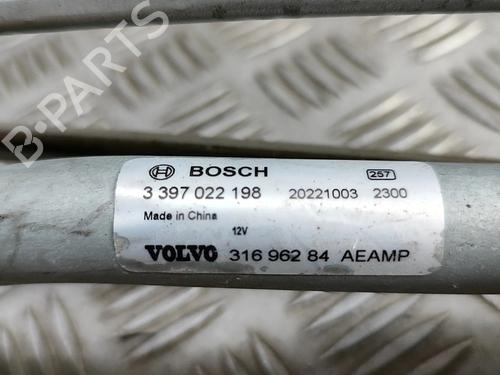 B-PARTS
BOSCH 257
3 397 022 198 20221003 2300
Made in China
12V
VOLVO 316 962 84 AEAMP